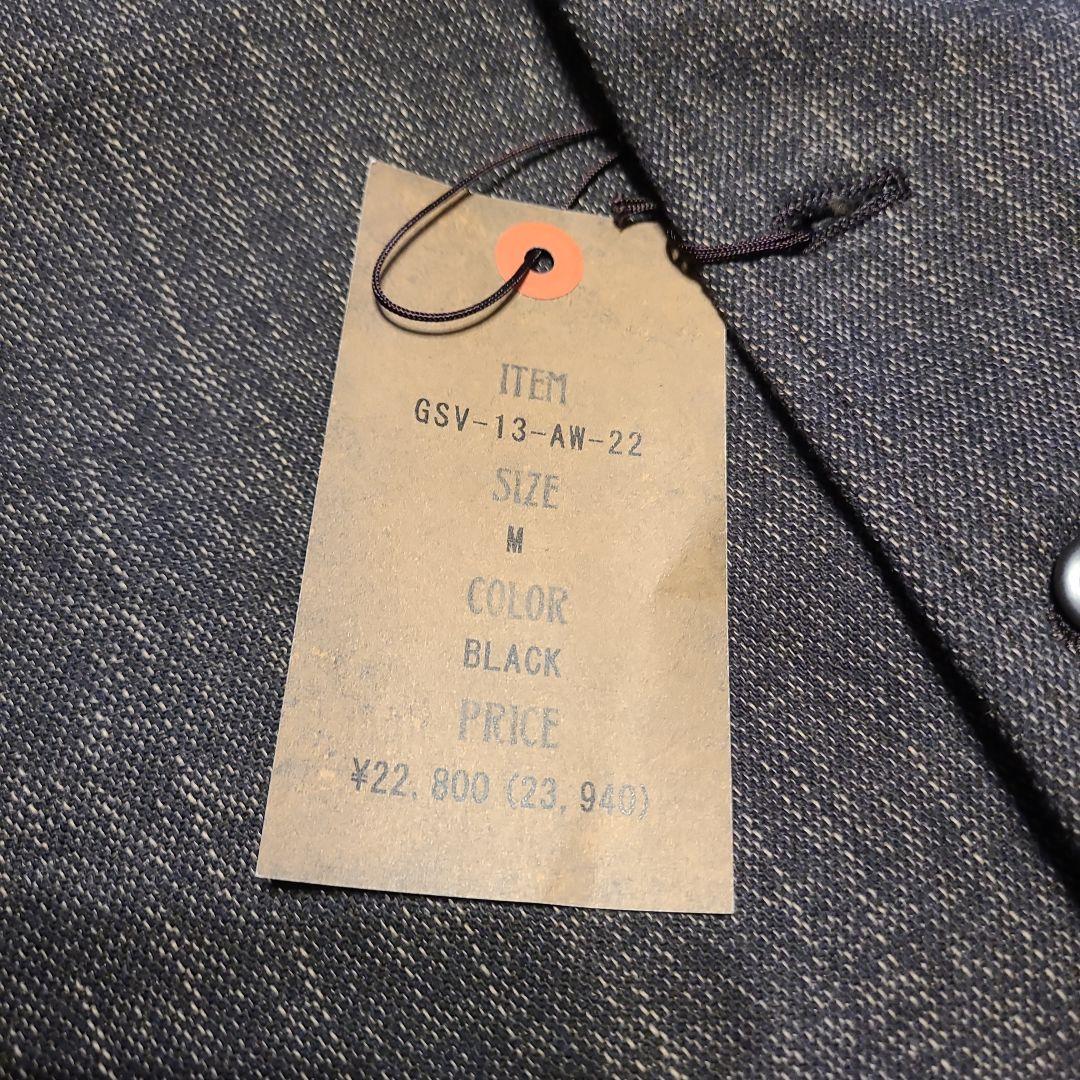 ITEM
GSV-13-AW-22
SIZE
M
COLOR
BLACK
PRICE
¥22,800 (23,940)